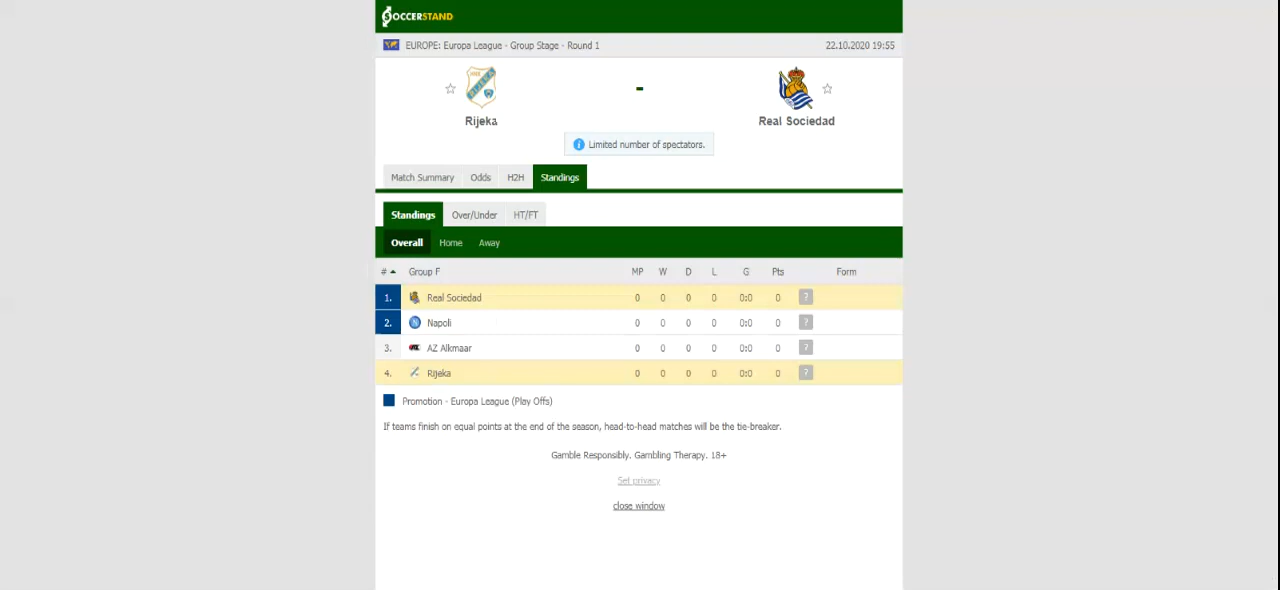 SOCCERSTAND
EUROPE: Europa League - Group Stage - Round 1 22.10.2020 19:55
-
Rijeka Real Sociedad
Limited number of spectators.
Match Summary Odds H2H Standings
Standings Over/Under HT/FT
Overall Home Away
# Group F MP W D L G Pts Form
1. Real Sociedad 0 0 0 0 0:0 0 ?
2. Napoli 0 0 0 0 0:0 0 ?
3. AZ Alkmaar 0 0 0 0 0:0 0 ?
4. Rijeka 0 0 0 0 0:0 0 ?
Promotion - Europa League (Play Offs)
If teams finish on equal points at the end of the season, head-to-head matches will be the tie-breaker.
Gamble Responsibly. Gambling Therapy. 18+
Set privacy
close window